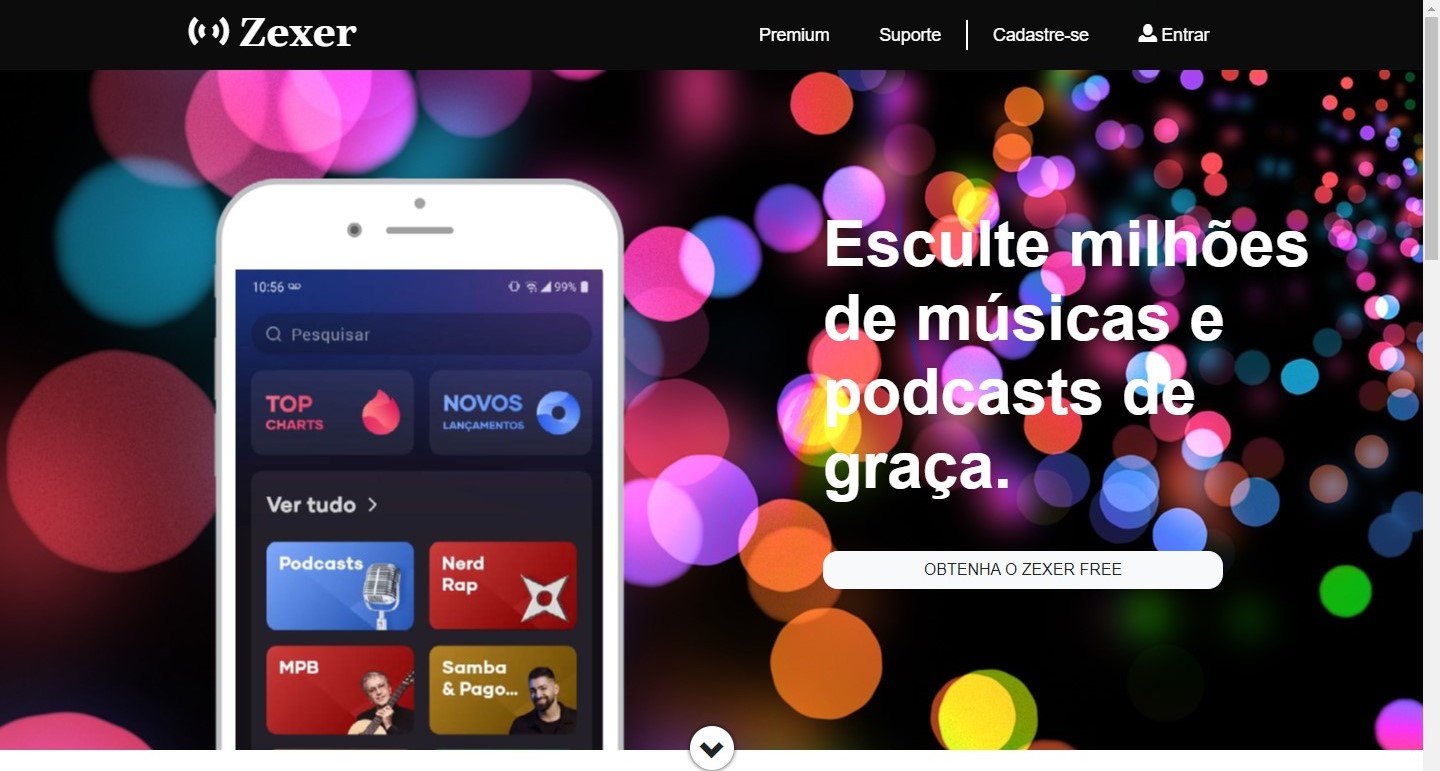 Zexer
Premium Suporte Cadastre-se Entrar
10:56 99%
Pesquisar
TOP
CHARTS
NOVOS
LANÇAMENTOS
Ver tudo
Podcasts
Nerd
Rap
MPB
Samba
& Pago...
Esculte milhões
de músicas e
podcasts de
graça.
OBTENHA O ZEXER FREE